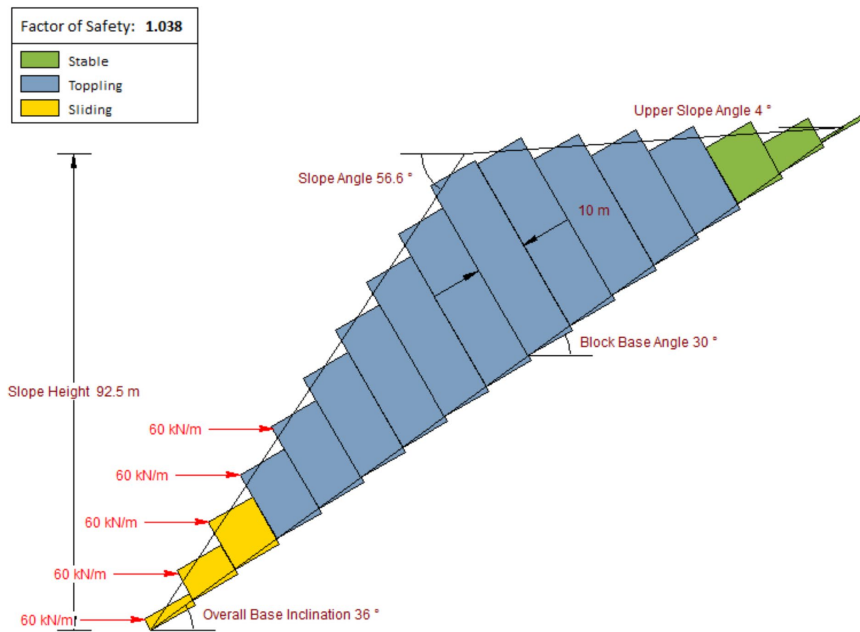 Factor of Safety: 1.038
Stable
Toppling
Sliding
Upper Slope Angle 4 °
Slope Angle 56.6 °
10 m
Block Base Angle 30 °
Slope Height 92.5 m
60 kN/m
60 kN/m
60 kN/m
60 kN/m
60 kN/m
Overall Base Inclination 36 °